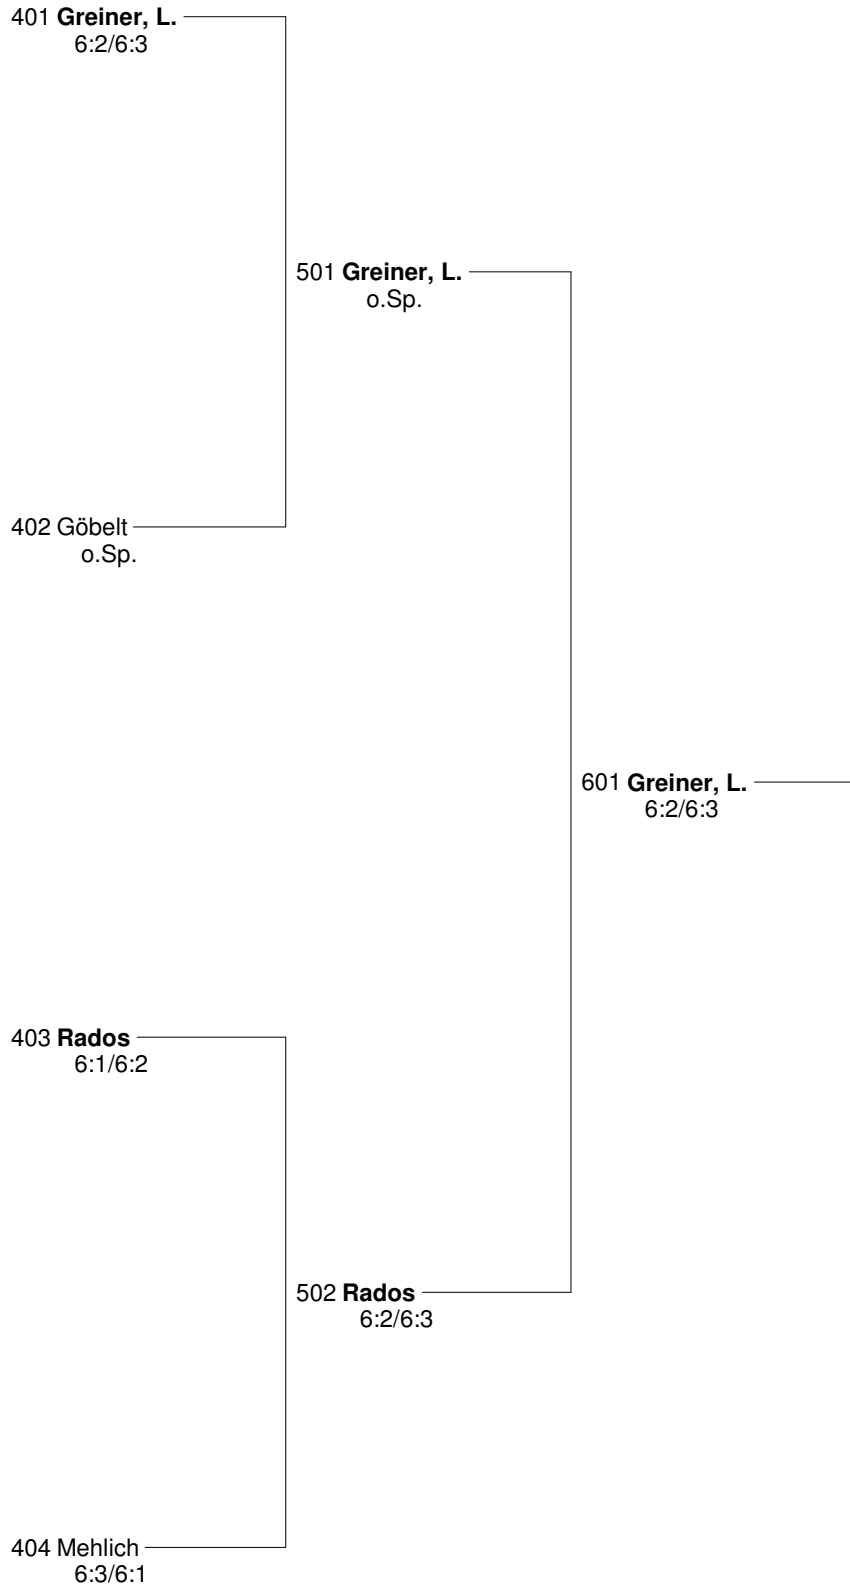 401 Greiner, L.
6:2/6:3
501 Greiner, L.
o.Sp.
402 Göbelt
o.Sp.
601 Greiner, L.
6:2/6:3
403 Rados
6:1/6:2
502 Rados
6:2/6:3
404 Mehlich
6:3/6:1